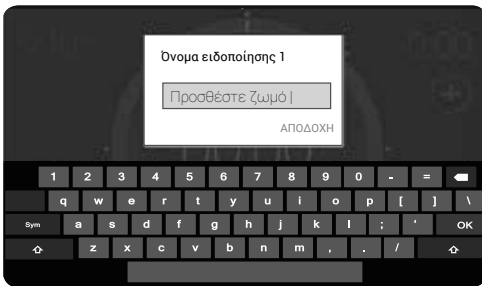 Όνομα ειδοποίησης 1
Προσθέστε ζωμό
ΑΠΟΔΟΧΗ
1 2 3 4 5 6 7 8 9 0 - =
q w e r t y u i o p [ ] \
Sym a s d f g h j k l ; ' OK
z x c v b n m , . /